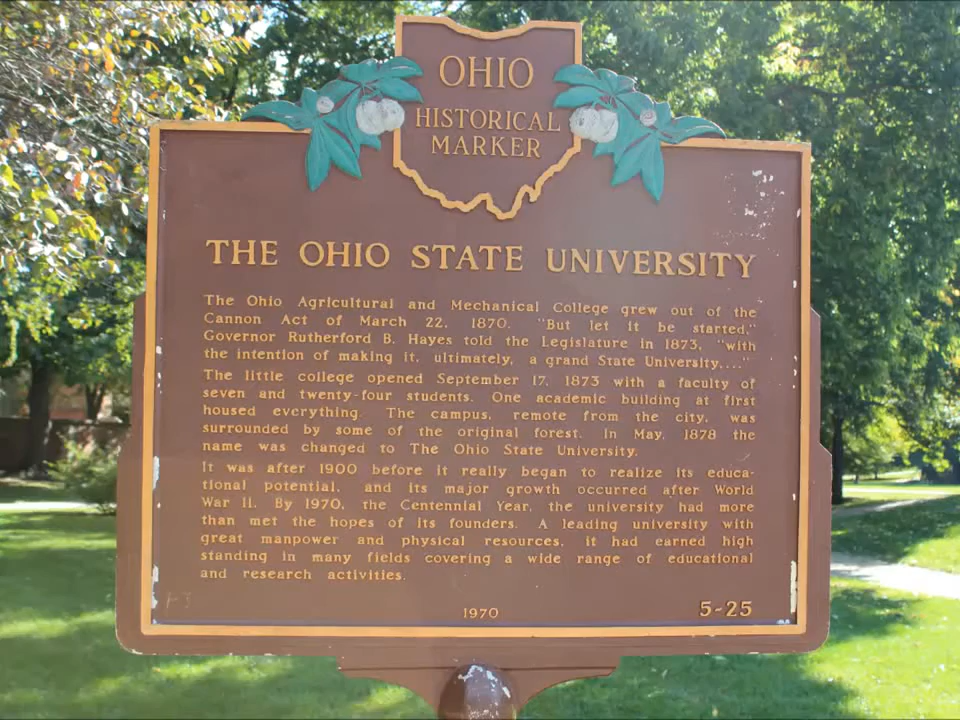 OHIO
HISTORICAL
MARKER
THE OHIO STATE UNIVERSITY
The Ohio Agricultural and Mechanical College grew out of the
Cannon Act of March 22, 1870. "But let it be started,"
Governor Rutherford B. Hayes told the Legislature in 1873, "with
the intention of making it, ultimately, a grand State University...."
The little college opened September 17, 1873 with a faculty of
seven and twenty-four students. One academic building at first
housed everything. The campus, remote from the city, was
surrounded by some of the original forest. In May, 1878 the
name was changed to The Ohio State University.
It was after 1900 before it really began to realize its educa-
tional potential, and its major growth occurred after World
War II. By 1970, the Centennial Year, the university had more
than met the hopes of its founders. A leading university with
great manpower and physical resources, it had earned high
standing in many fields covering a wide range of educational
and research activities.
1970
5-25